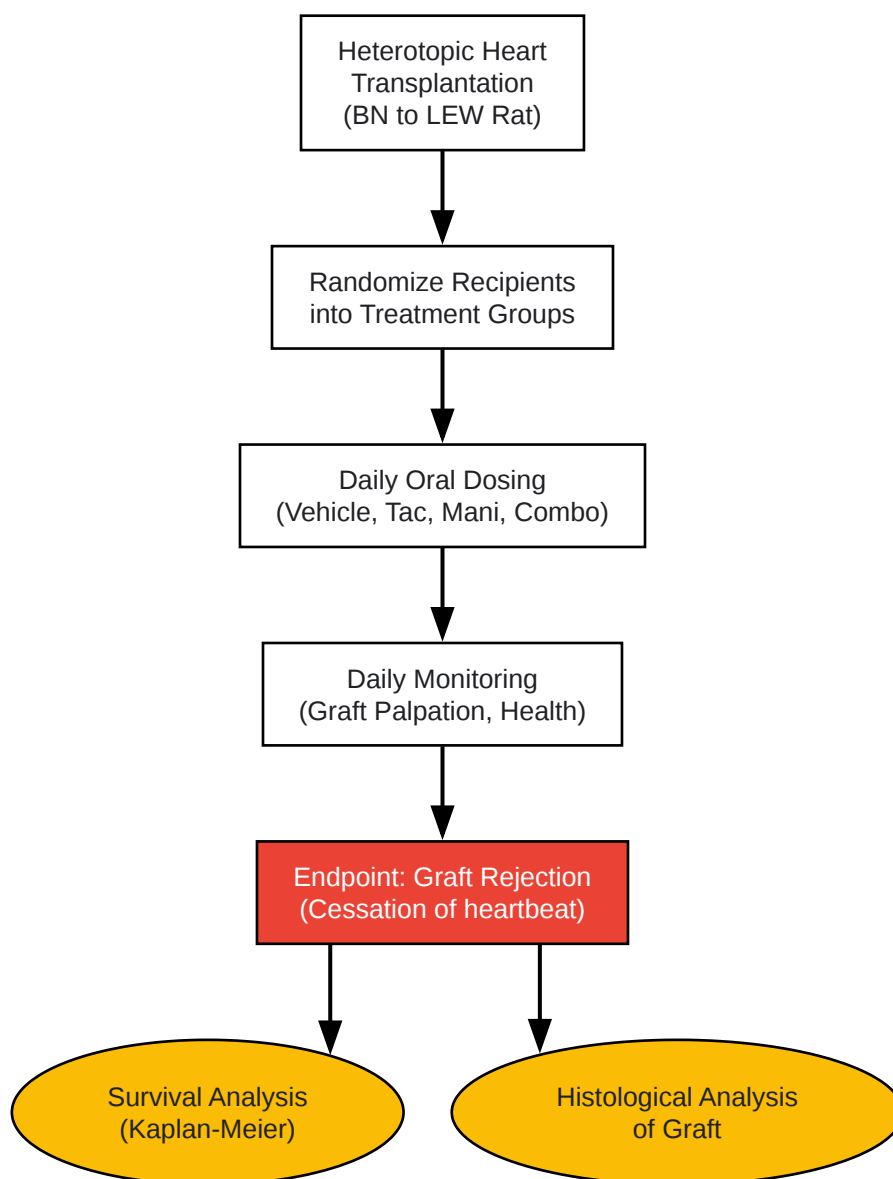 Heterotopic Heart
Transplantation
(BN to LEW Rat)
Randomize Recipients
into Treatment Groups
Daily Oral Dosing
(Vehicle, Tac, Mani, Combo)
Daily Monitoring
(Graft Palpation, Health)
Endpoint: Graft Rejection
(Cessation of heartbeat)
Survival Analysis
(Kaplan-Meier)
Histological Analysis
of Graft